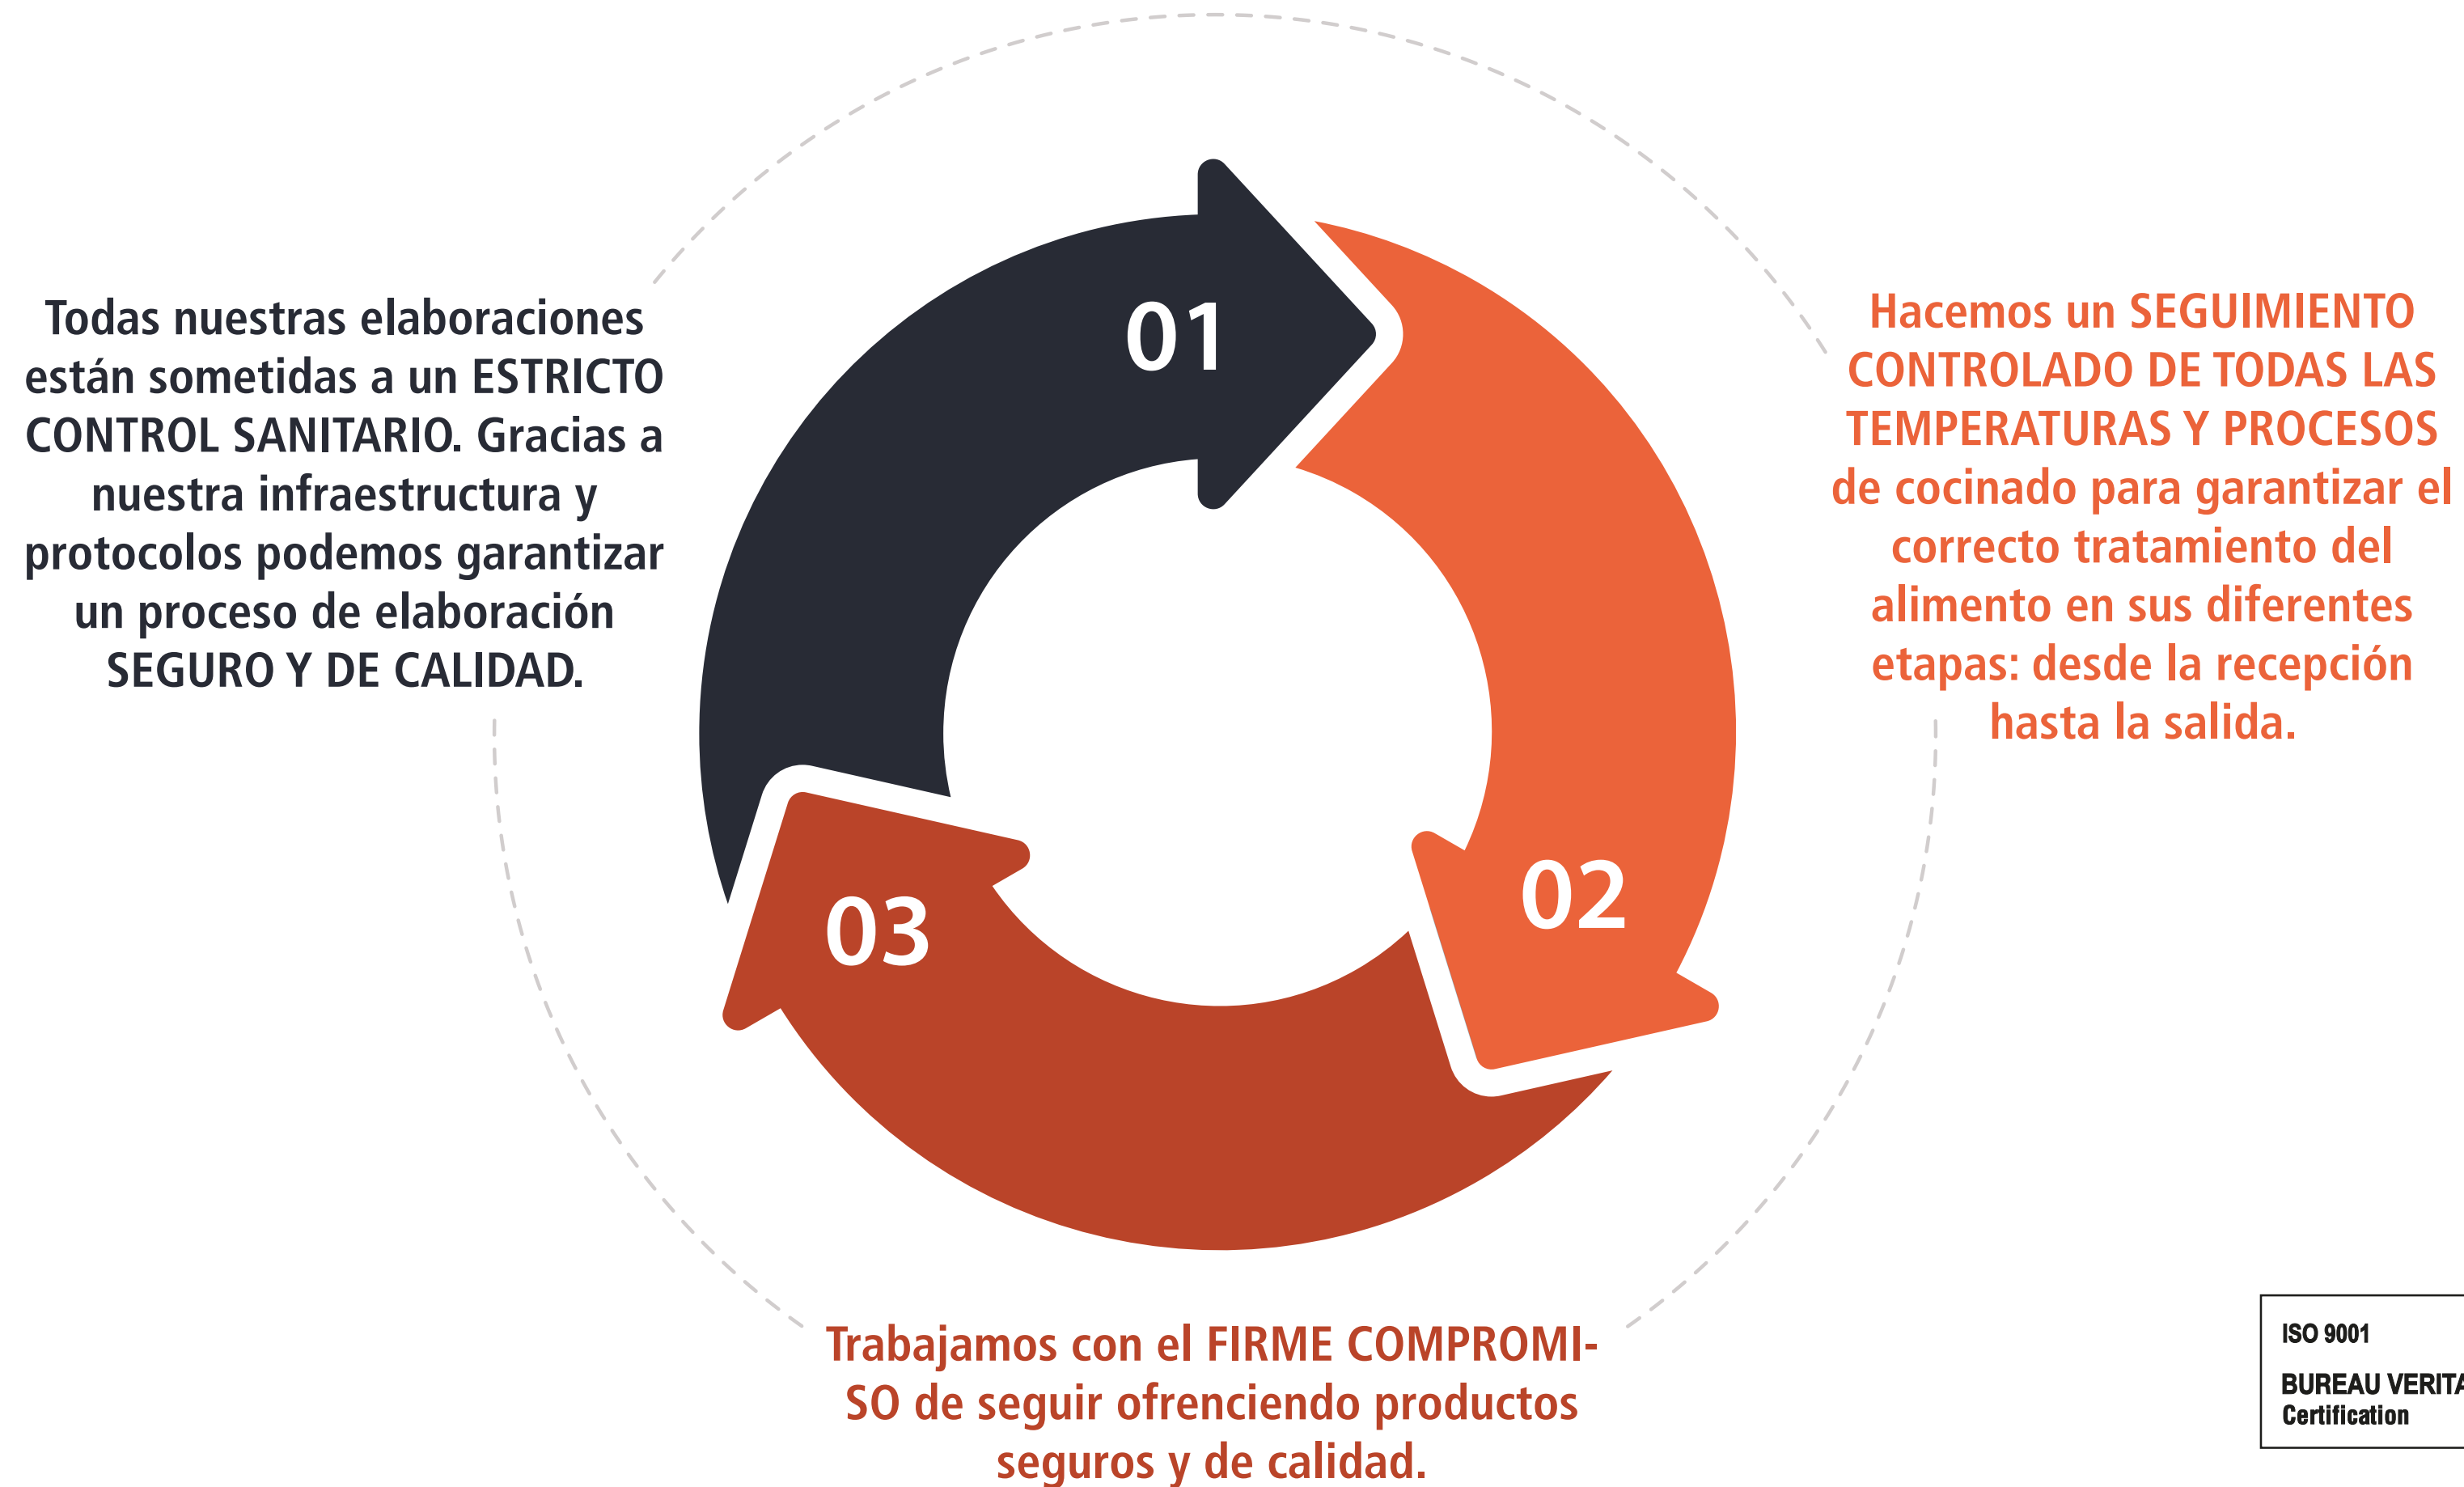 01
Todas nuestras elaboraciones
están sometidas a un ESTRICTO
CONTROL SANITARIO. Gracias a
nuestra infraestructura y
protocolos podemos garantizar
un proceso de elaboración
SEGURO Y DE CALIDAD.
02
Hacemos un SEGUIMIENTO
CONTROLADO DE TODAS LAS
TEMPERATURAS Y PROCESOS
de cocinado para garantizar el
correcto tratamiento del
alimento en sus diferentes
etapas: desde la recepción
hasta la salida.
03
Trabajamos con el FIRME COMPROMI-
SO de seguir ofrenciendo productos
seguros y de calidad.
ISO 9001
BUREAU VERITA
Certification